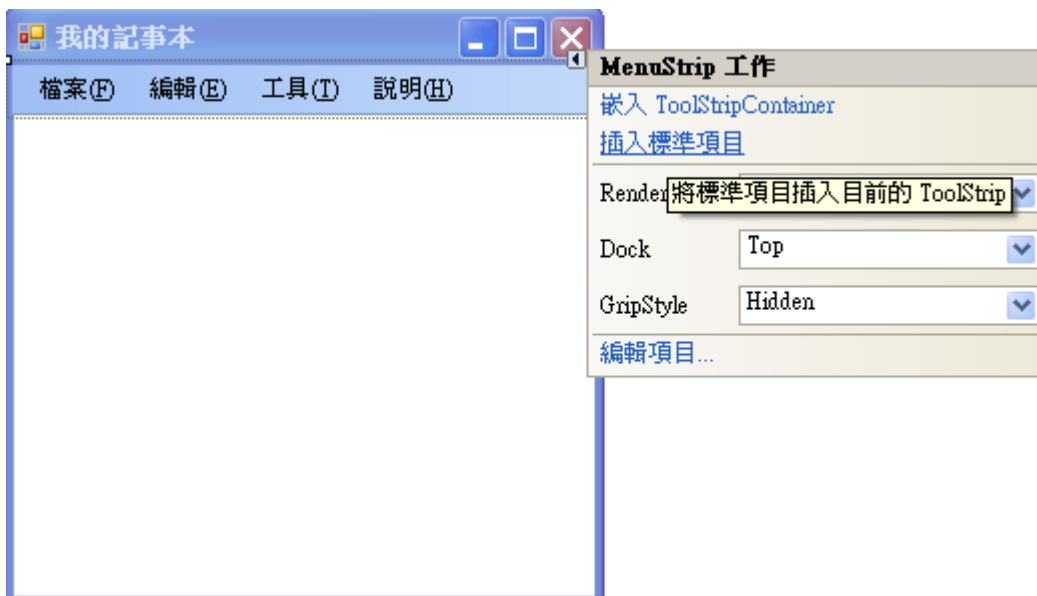 我的記事本
檔案(F) 編輯(E) 工具(T) 説明(H)
MenuStrip 工作
嵌入 ToolStripContainer
插入標準項目
Render
將標準項目插入目前的 ToolStrip
Dock Top
GripStyle Hidden
編輯項目...